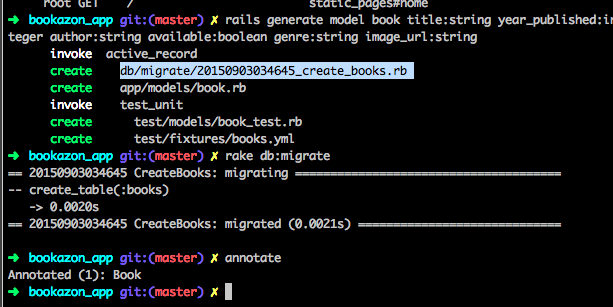 root GET    /                        static_pages#home
➜  bookazon_app git:(master) ✗ rails generate model book title:string year_published:in
teger author:string available:boolean genre:string image_url:string
      invoke  active_record
      create    db/migrate/20150903034645_create_books.rb
      create    app/models/book.rb
      invoke    test_unit
      create      test/models/book_test.rb
      create      test/fixtures/books.yml
➜  bookazon_app git:(master) ✗ rake db:migrate
== 20150903034645 CreateBooks: migrating ======================================
-- create_table(:books)
   -> 0.0020s
== 20150903034645 CreateBooks: migrated (0.0021s) =============================
➜  bookazon_app git:(master) ✗ annotate
Annotated (1): Book
➜  bookazon_app git:(master) ✗